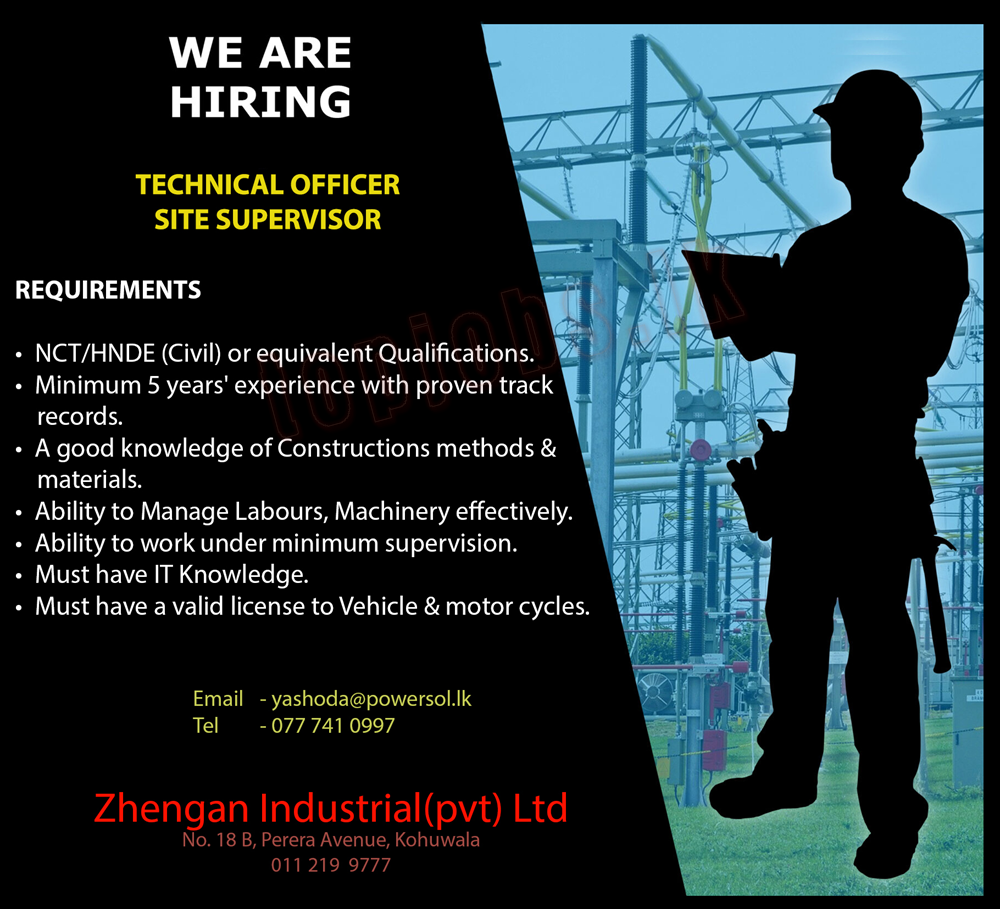 WE ARE
HIRING
TECHNICAL OFFICER
SITE SUPERVISOR
REQUIREMENTS
• NCT/HNDE (Civil) or equivalent Qualifications.
• Minimum 5 years' experience with proven track
records.
• A good knowledge of Constructions methods &
materials.
• Ability to Manage Labours, Machinery effectively.
• Ability to work under minimum supervision.
• Must have IT Knowledge.
• Must have a valid license to Vehicle & motor cycles.
topjobs.lk
Email - yashoda@powersol.lk
Tel - 077 741 0997
Zhengan Industrial(pvt) Ltd
No. 18 B, Perera Avenue, Kohuwala
011 219 9777